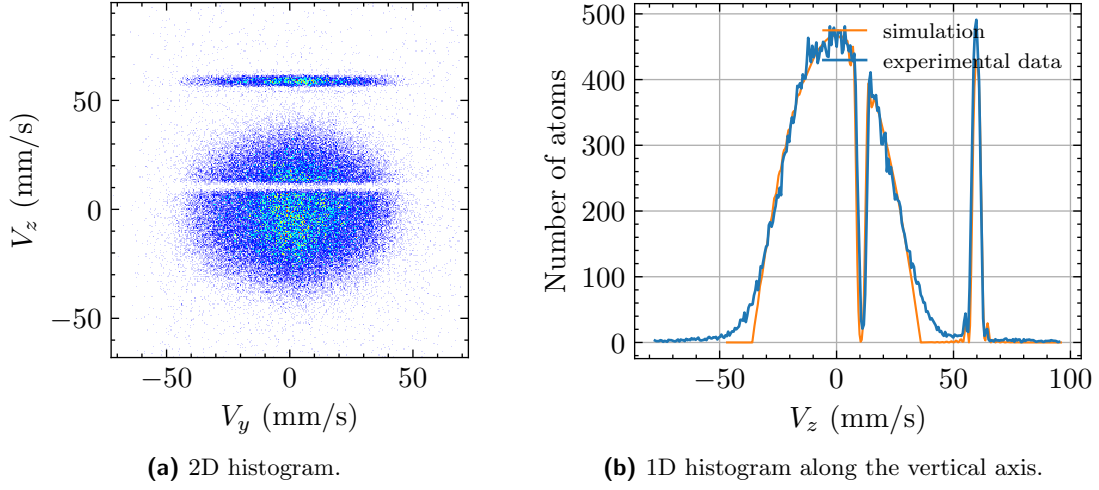 50
0
−50
V_z (mm/s)
−50 0 50
V_y (mm/s)
(a) 2D histogram.
500
400
300
200
100
0
Number of atoms
simulation
experimental data
−50 0 50 100
V_z (mm/s)
(b) 1D histogram along the vertical axis.